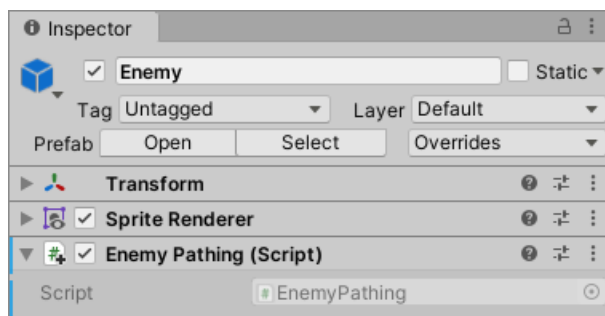 Inspector
Enemy Static
Tag Untagged Layer Default
Prefab Open Select Overrides
Transform
Sprite Renderer
Enemy Pathing (Script)
Script EnemyPathing